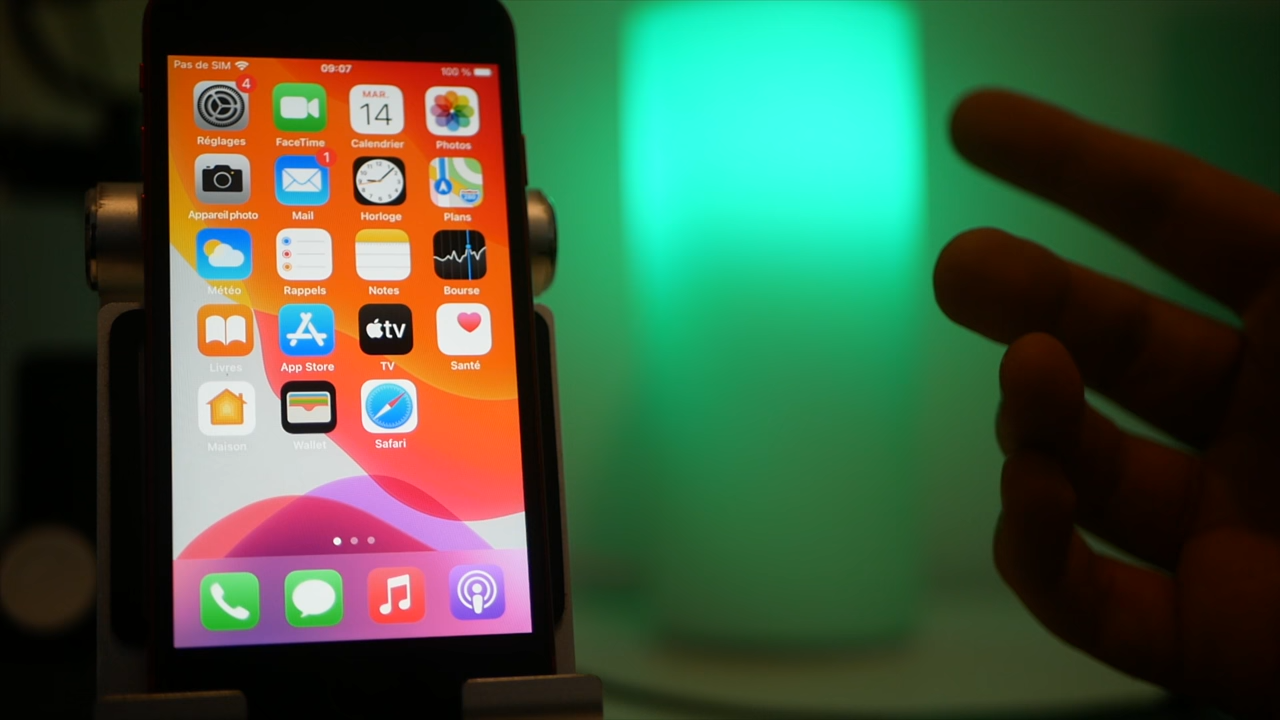 Pas de SIM 09:07 100 %
4
MAR.
14
Réglages FaceTime Calendrier Photos
1
Appareil photo Mail Horloge Plans
Météo Rappels Notes Bourse
tv
Livres App Store TV Santé
Maison Wallet Safari